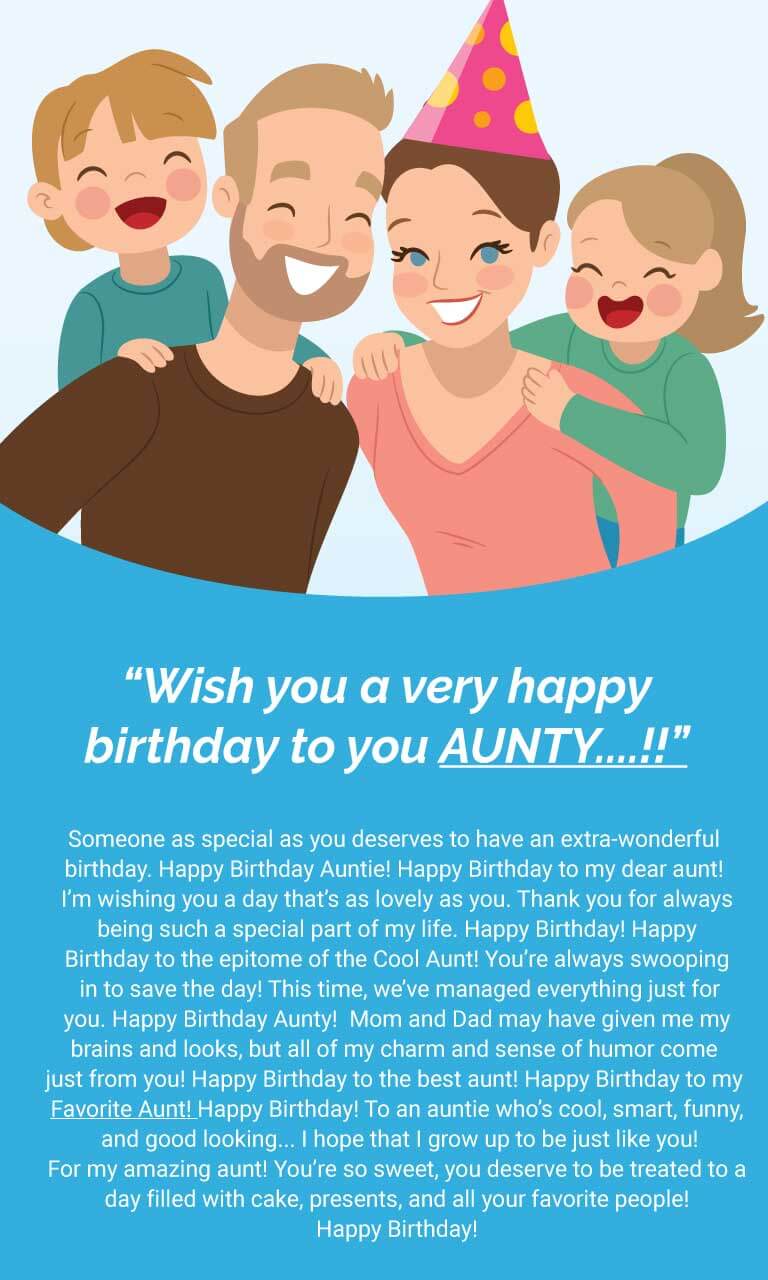 “Wish you a very happy
birthday to you AUNTY....!!”
Someone as special as you deserves to have an extra-wonderful
birthday. Happy Birthday Auntie! Happy Birthday to my dear aunt!
I’m wishing you a day that’s as lovely as you. Thank you for always
being such a special part of my life. Happy Birthday! Happy
Birthday to the epitome of the Cool Aunt! You’re always swooping
in to save the day! This time, we’ve managed everything just for
you. Happy Birthday Aunty!  Mom and Dad may have given me my
brains and looks, but all of my charm and sense of humor come
just from you! Happy Birthday to the best aunt! Happy Birthday to my
Favorite Aunt! Happy Birthday! To an auntie who’s cool, smart, funny,
and good looking... I hope that I grow up to be just like you!
For my amazing aunt! You’re so sweet, you deserve to be treated to a
day filled with cake, presents, and all your favorite people!
Happy Birthday!